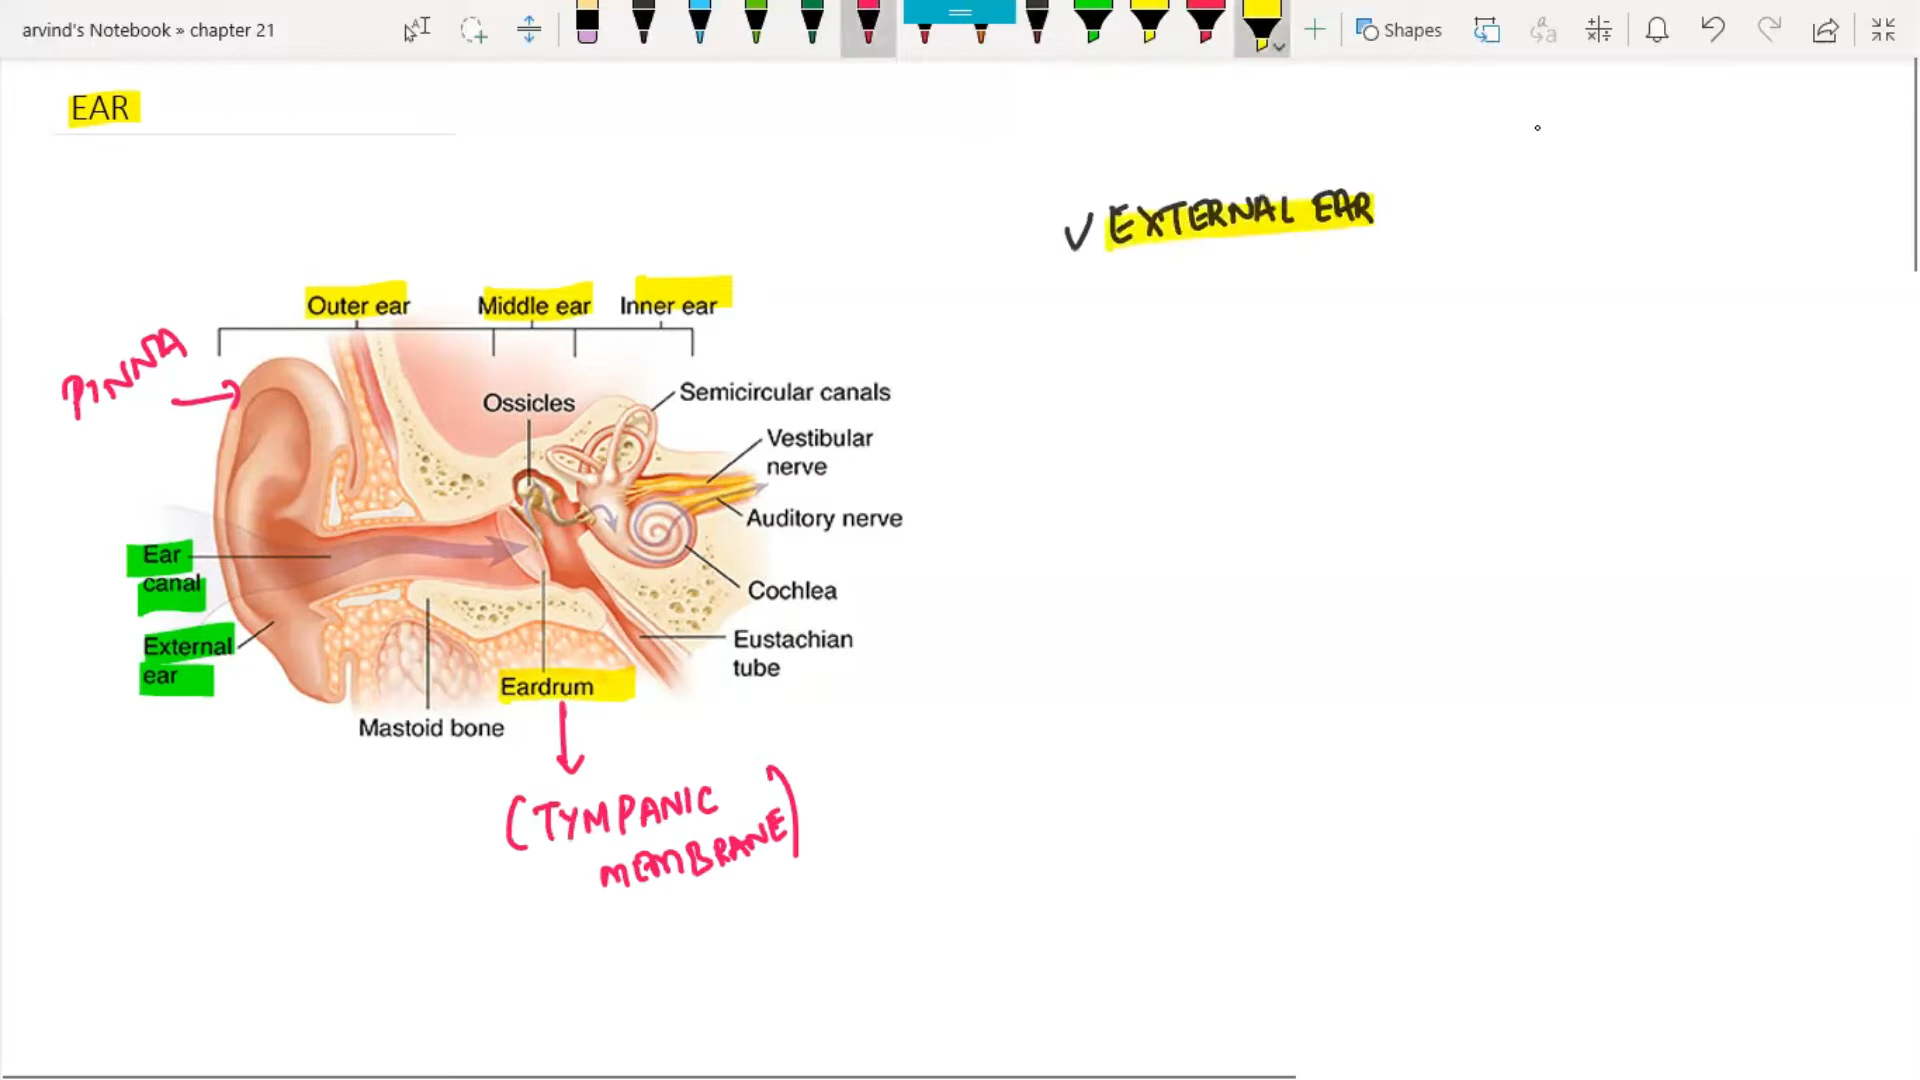 arvind's Notebook » chapter 21
Shapes
EAR
✓ EXTERNAL EAR
Outer ear
Middle ear
Inner ear
PINNA
Ossicles
Semicircular canals
Vestibular
nerve
Auditory nerve
Ear
canal
Cochlea
External
ear
Eustachian
tube
Eardrum
Mastoid bone
(TYMPANIC
MEMBRANE)